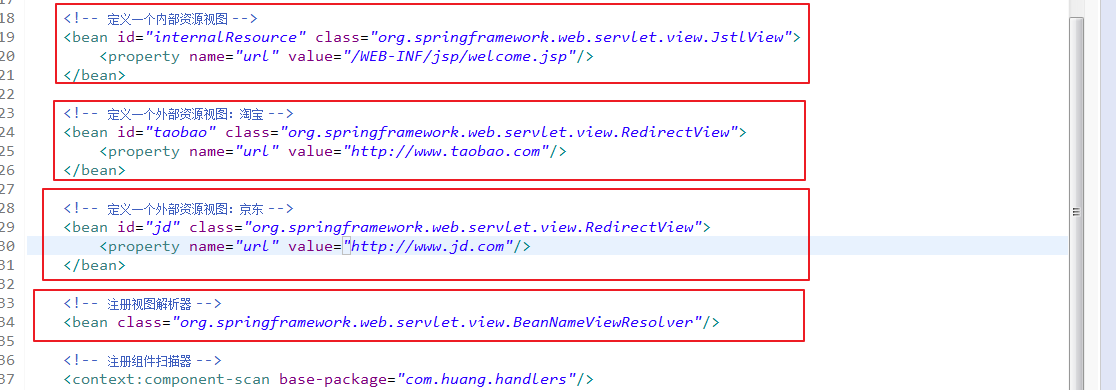 18 <!-- 定义一个内部资源视图 -->
19 <bean id="internalResource" class="org.springframework.web.servlet.view.JstlView">
20 <property name="url" value="/WEB-INF/jsp/welcome.jsp"/>
21 </bean>
22
23 <!-- 定义一个外部资源视图：淘宝 -->
24 <bean id="taobao" class="org.springframework.web.servlet.view.RedirectView">
25 <property name="url" value="http://www.taobao.com"/>
26 </bean>
27
28 <!-- 定义一个外部资源视图：京东 -->
29 <bean id="jd" class="org.springframework.web.servlet.view.RedirectView">
30 <property name="url" value="http://www.jd.com"/>
31 </bean>
32
33 <!-- 注册视图解析器 -->
34 <bean class="org.springframework.web.servlet.view.BeanNameViewResolver"/>
35
36 <!-- 注册组件扫描器 -->
37 <context:component-scan base-package="com.huang.handlers"/>